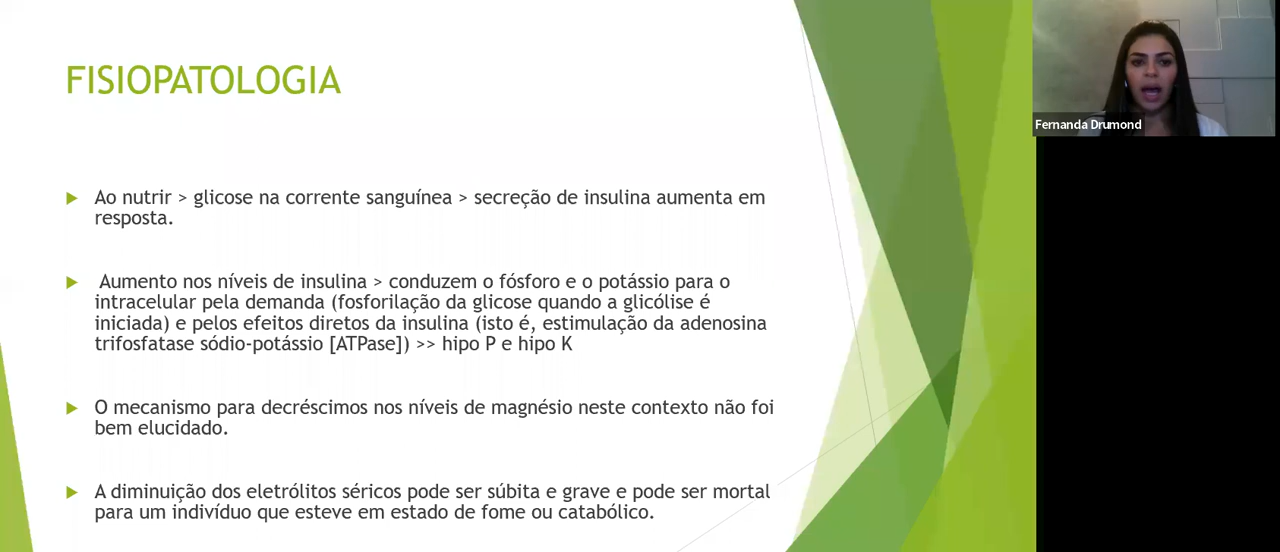 FISIOPATOLOGIA
Ao nutrir > glicose na corrente sanguínea > secreção de insulina aumenta em
resposta.
Aumento nos níveis de insulina > conduzem o fósforo e o potássio para o
intracelular pela demanda (fosforilação da glicose quando a glicólise é
iniciada) e pelos efeitos diretos da insulina (isto é, estimulação da adenosina
trifosfatase sódio-potássio [ATPase]) >> hipo P e hipo K
O mecanismo para decréscimos nos níveis de magnésio neste contexto não foi
bem elucidado.
A diminuição dos eletrólitos séricos pode ser súbita e grave e pode ser mortal
para um indivíduo que esteve em estado de fome ou catabólico.
Fernanda Drumond